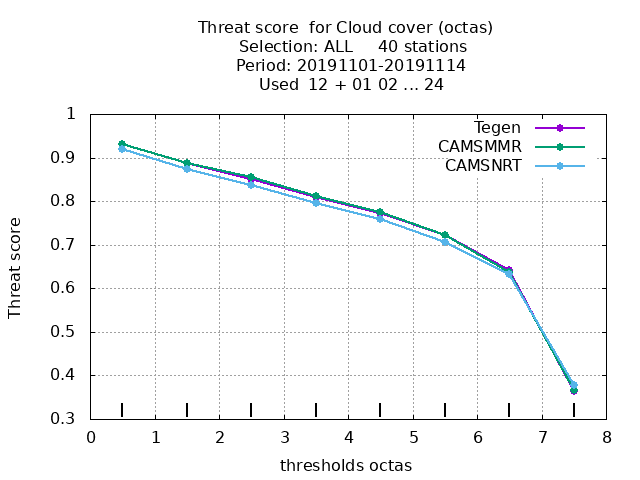 Threat score  for Cloud cover (octas)
Selection: ALL     40 stations
Period: 20191101-20191114
Used  12 + 01 02 ... 24
1
0.9
0.8
0.7
0.6
0.5
0.4
0.3
Threat score
Tegen
CAMSMMR
CAMSNRT
0 1 2 3 4 5 6 7 8
thresholds octas